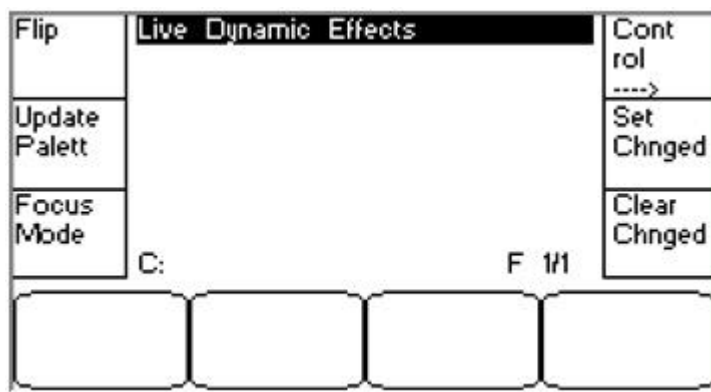 Flip
Live Dynamic Effects
Cont
rol
---->
Update
Palett
Set
Chnged
Focus
Mode
Clear
Chnged
C:
F 1/1